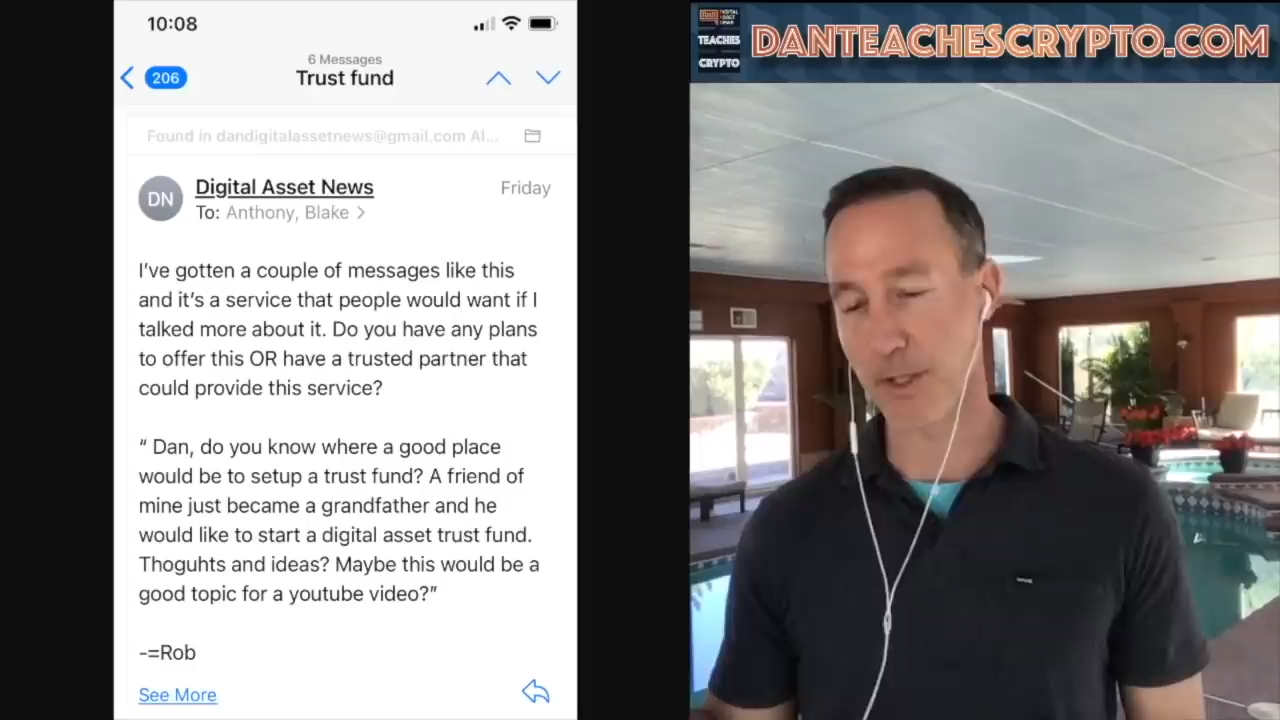 10:08
6 Messages
206
Trust fund
Found in dandigitalassetnews@gmail.com Al...
DN
Digital Asset News
Friday
To: Anthony, Blake >
I've gotten a couple of messages like this
and it's a service that people would want if I
talked more about it. Do you have any plans
to offer this OR have a trusted partner that
could provide this service?
“ Dan, do you know where a good place
would be to setup a trust fund? A friend of
mine just became a grandfather and he
would like to start a digital asset trust fund.
Thoguhts and ideas? Maybe this would be a
good topic for a youtube video?”
-=Rob
See More
DIGITAL
ASSET
NEWS
TEACHES
CRYPTO
DANTEACHESCRYPTO.COM